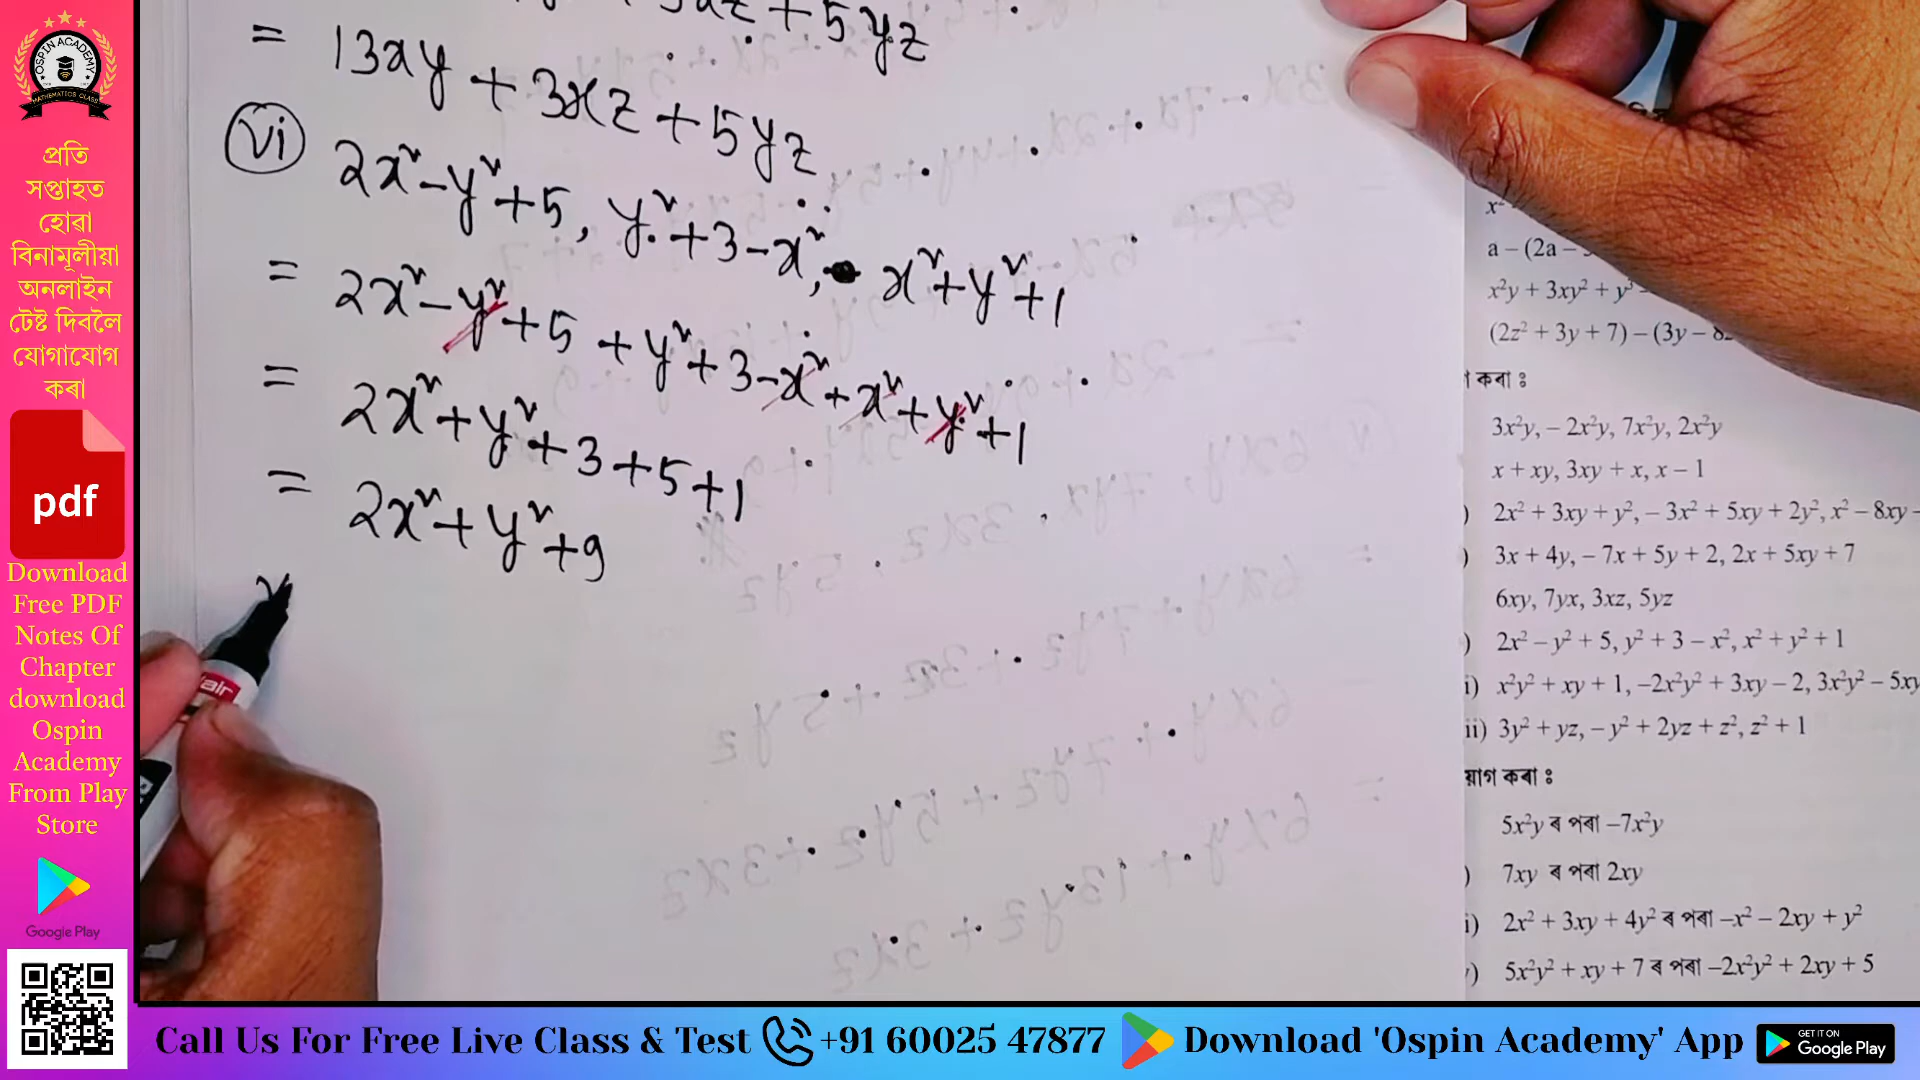 OSPIN ACADEMY
MATHEMATICS CLASS
প্ৰতি
সপ্তাহত
হোৱা
বিনামূলীয়া
অনলাইন
টেষ্ট দিবলৈ
যোগাযোগ
কৰা
pdf
Download
Free PDF
Notes Of
Chapter
download
Ospin
Academy
From Play
Store
Google Play
= 13xy + 3xz + 5yz
(vi) 2x² - y² + 5, y² + 3 - x², x² + y² + 1
= 2x² - y² + 5 + y² + 3 - x² + x² + y² + 1
= 2x² + y² + 3 + 5 + 1
= 2x² + y² + 9
a – (2a –
x²y + 3xy² + y³
(2z² + 3y + 7) – (3y –
কৰা :
3x²y, – 2x²y, 7x²y, 2x²y
x + xy, 3xy + x, x – 1
) 2x² + 3xy + y², – 3x² + 5xy + 2y², x² – 8xy
) 3x + 4y, – 7x + 5y + 2, 2x + 5xy + 7
6xy, 7yx, 3xz, 5yz
) 2x² – y² + 5, y² + 3 – x², x² + y² + 1
i) x²y² + xy + 1, –2x²y² + 3xy – 2, 3x²y² – 5xy
ii) 3y² + yz, – y² + 2yz + z², z² + 1
য়োগ কৰা :
5x²y ৰ পৰা –7x²y
) 7xy ৰ পৰা 2xy
i) 2x² + 3xy + 4y² ৰ পৰা –x² – 2xy + y²
) 5x²y² + xy + 7 ৰ পৰা –2x²y² + 2xy + 5
Call Us For Free Live Class & Test +91 60025 47877 Download 'Ospin Academy' App
GET IT ON
Google Play